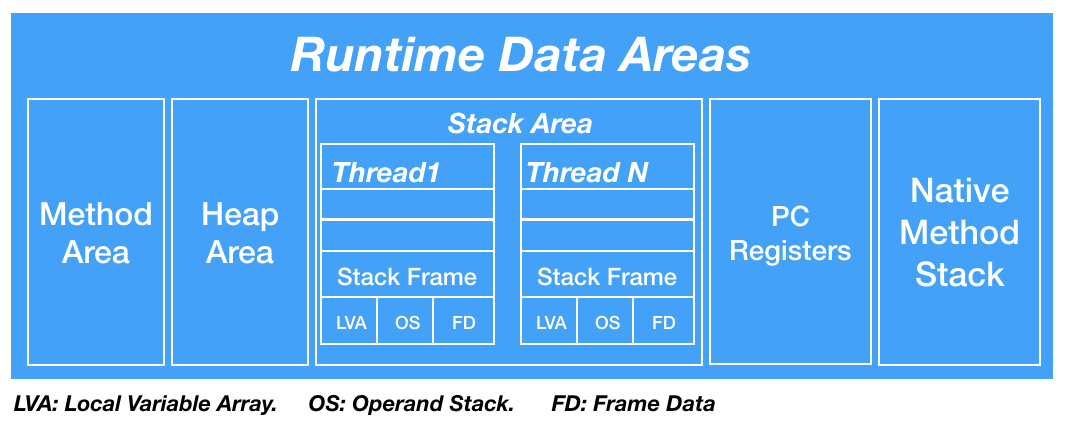 Runtime Data Areas
Method
Area
Heap
Area
Stack Area
Thread1
Stack Frame
LVA OS FD
Thread N
Stack Frame
LVA OS FD
PC
Registers
Native
Method
Stack
LVA: Local Variable Array. OS: Operand Stack. FD: Frame Data